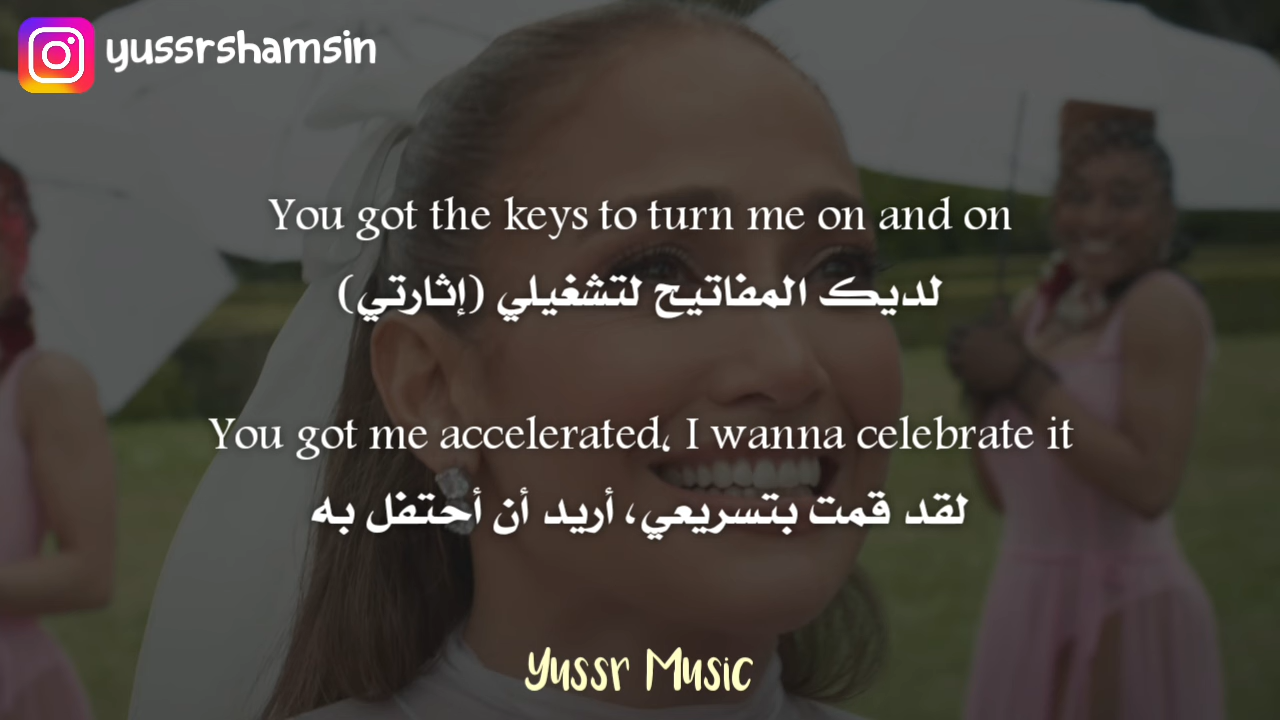 yussrshamsin
You got the keys to turn me on and on
لديك المفاتيح لتشغيلي (إثارتي)
You got me accelerated, I wanna celebrate it
لقد قمت بتسريعي، أريد أن أحتفل به
Yussr Music